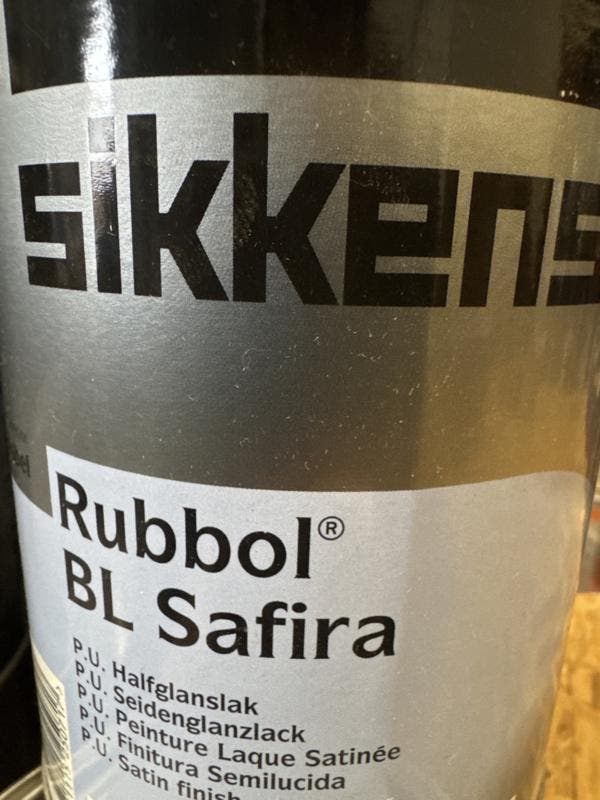 sikkens
Rubbol®
BL Safira
P.U. Halfglanslak
P.U. Seidenglanzlack
P.U. Peinture Laque Satinée
P.U. Finitura Semilucida
P.U. Satin finish